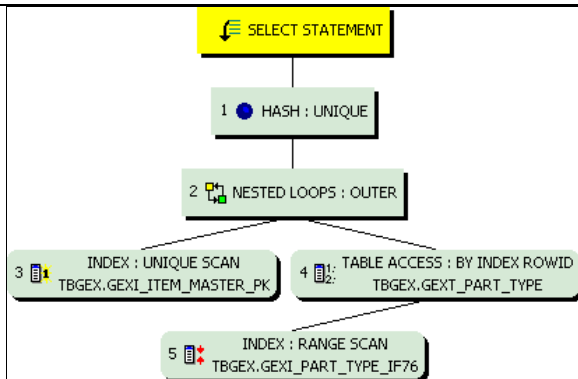 SELECT STATEMENT
1 HASH : UNIQUE
2 NESTED LOOPS : OUTER
3 INDEX : UNIQUE SCAN
TBGEX.GEXI_ITEM_MASTER_PK
4 TABLE ACCESS : BY INDEX ROWID
TBGEX.GEXT_PART_TYPE
5 INDEX : RANGE SCAN
TBGEX.GEXI_PART_TYPE_IF76